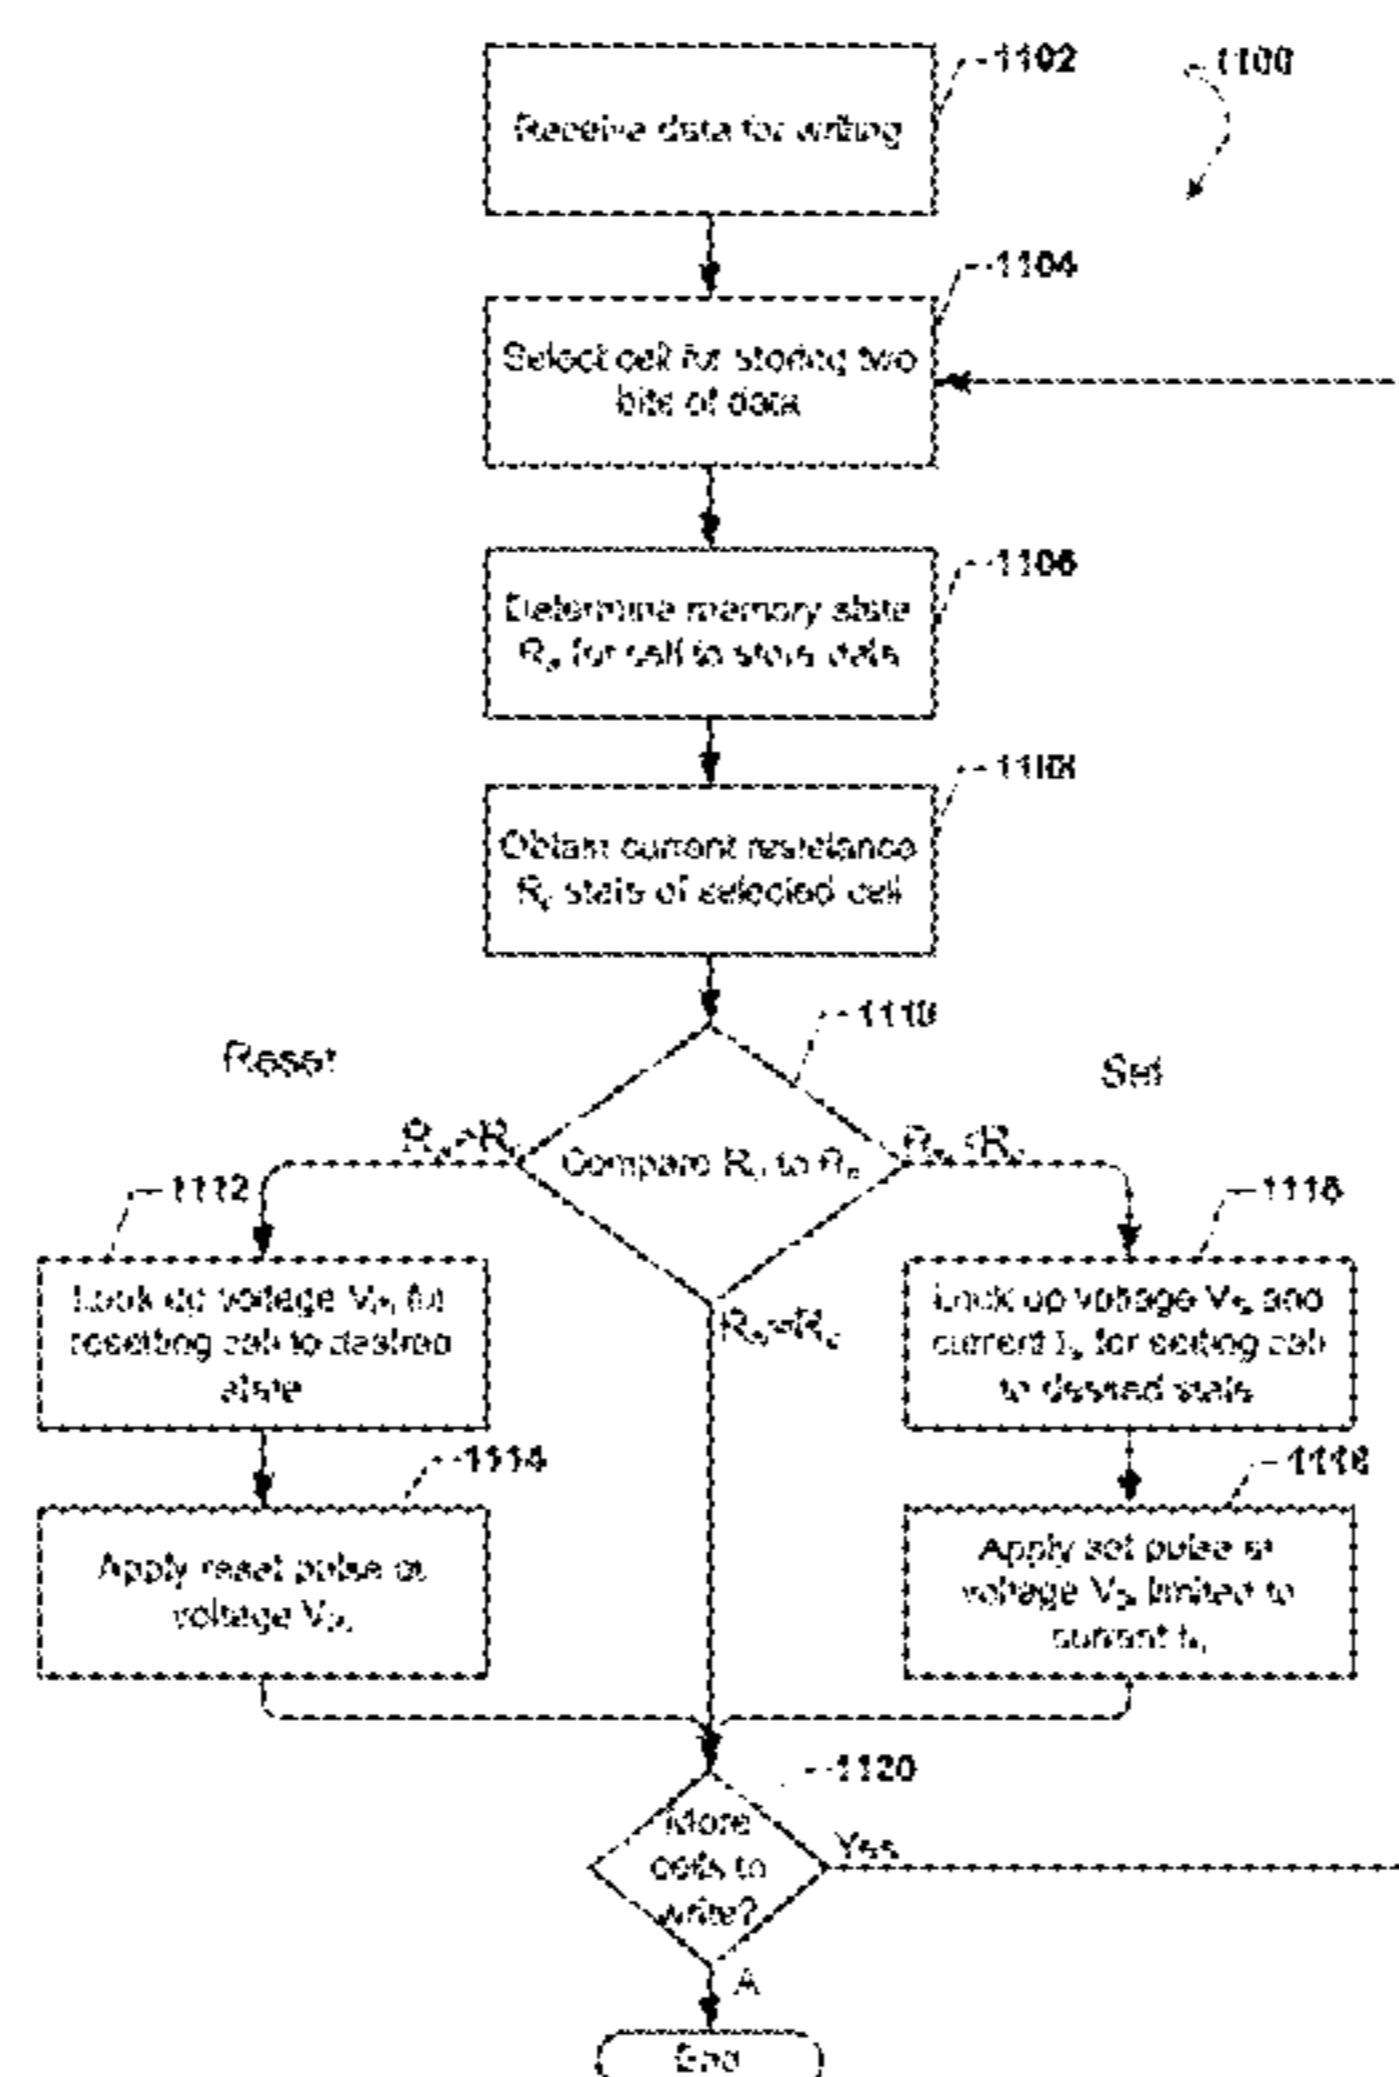 1102
1100
Receive data for writing
1104
Select cell for storing two
bits of data
1106
Determine memory state
for cell to store data
1108
Obtain current resistance
state of selected cell
1110
Reset
Set
Compare to
1112
Look up voltage for
resetting cell to desired
state
Look up voltage and
current for setting cell
to desired state
1114
Apply reset pulse at
voltage
Apply set pulse at
voltage limited to
current
1120
More
cells to
write?
Yes
A
End